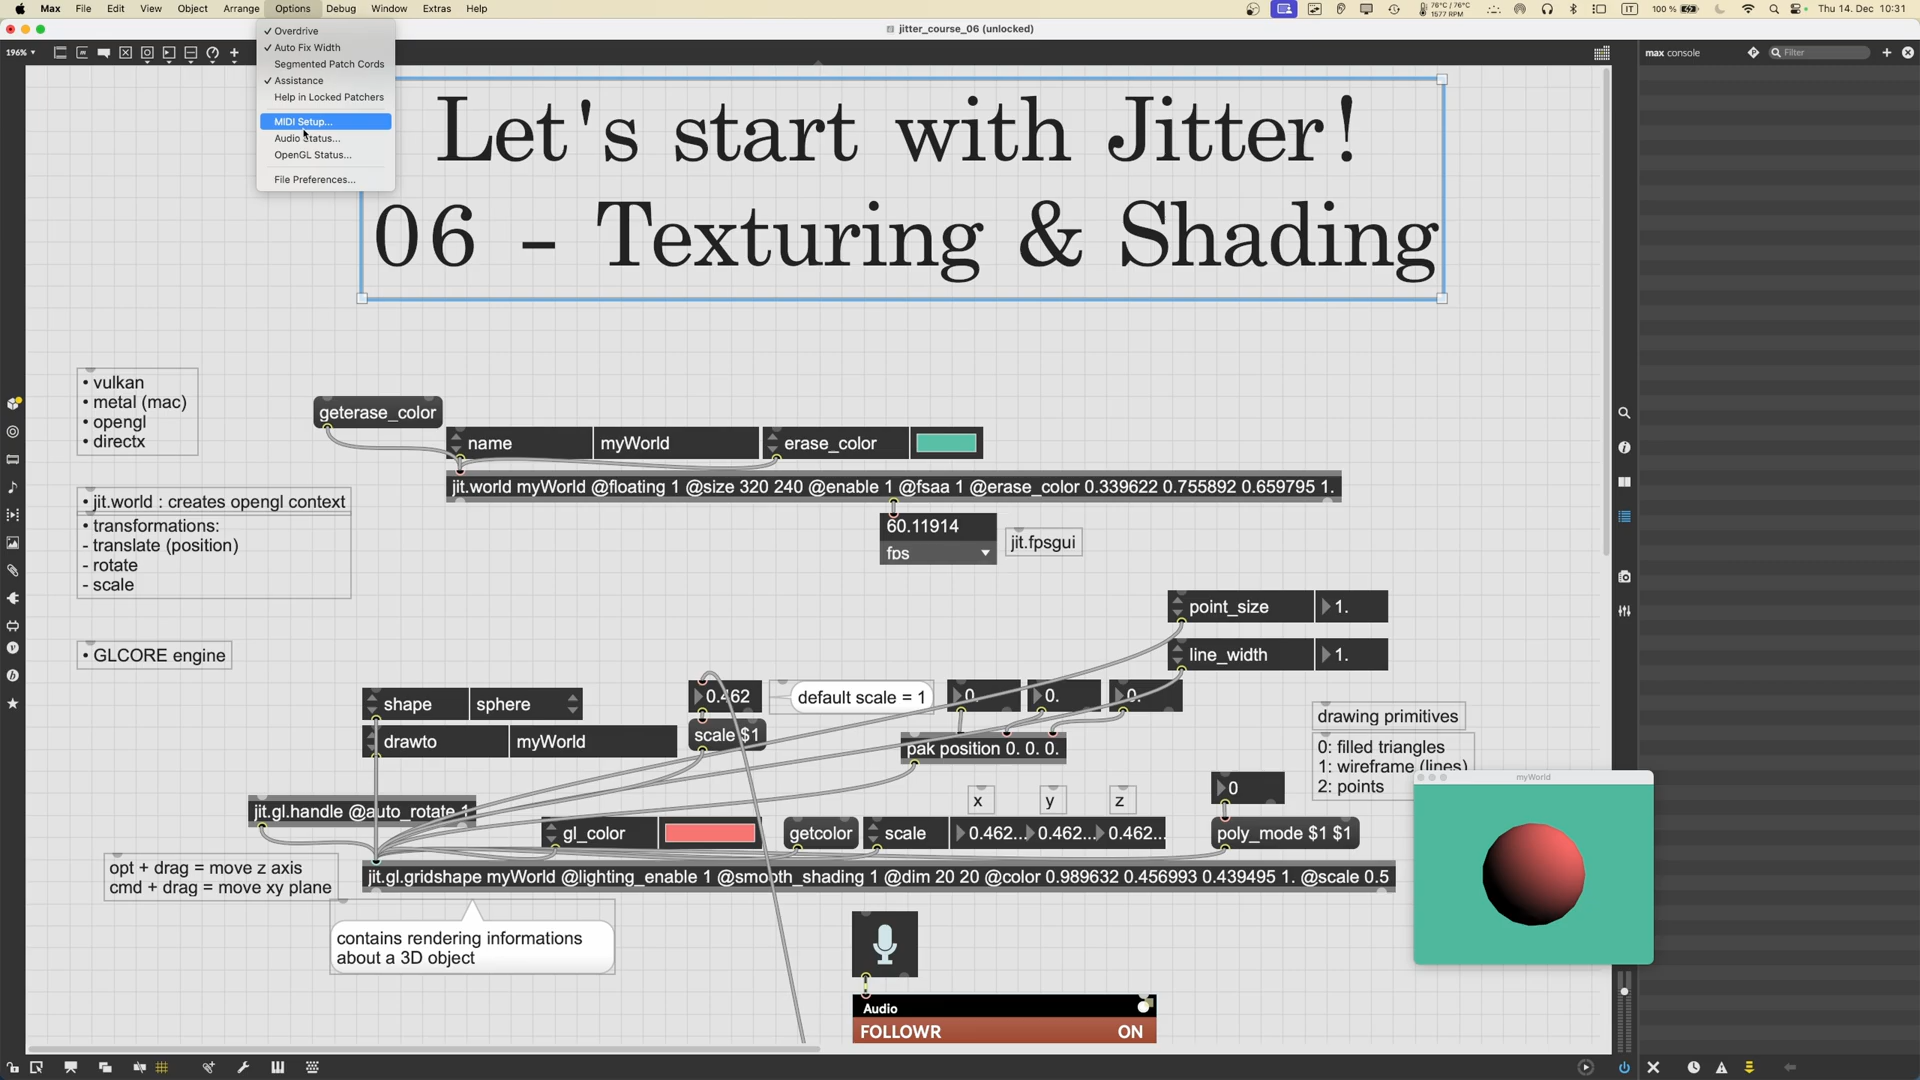 Max File Edit View Object Arrange Options Debug Window Extras Help
76°C / 76°C
1577 RPM
IT
100 %
Thu 14. Dec 10:31
jitter_course_06 (unlocked)
196%
max console
Filter
Overdrive
Auto Fix Width
Segmented Patch Cords
Assistance
Help in Locked Patchers
MIDI Setup...
Audio Status...
OpenGL Status...
File Preferences...
Let's start with Jitter!
06 - Texturing & Shading
• vulkan
• metal (mac)
• opengl
• directx
geterase_color
name myWorld erase_color
jit.world myWorld @floating 1 @size 320 240 @enable 1 @fsaa 1 @erase_color 0.339622 0.755892 0.659795 1.
• jit.world : creates opengl context
• transformations:
- translate (position)
- rotate
- scale
60.11914
fps
jit.fpsgui
point_size 1.
line_width 1.
• GLCORE engine
shape sphere
drawto myWorld
0.462
default scale = 1
0. 0. 0.
scale $1
pak position 0. 0. 0.
drawing primitives
0: filled triangles
1: wireframe (lines)
2: points
myWorld
0
x y z
jit.gl.handle @auto_rotate 1
gl_color
getcolor
scale 0.462... 0.462... 0.462...
poly_mode $1 $1
opt + drag = move z axis
cmd + drag = move xy plane
jit.gl.gridshape myWorld @lighting_enable 1 @smooth_shading 1 @dim 20 20 @color 0.989632 0.456993 0.439495 1. @scale 0.5
contains rendering informations
about a 3D object
Audio
FOLLOWR ON